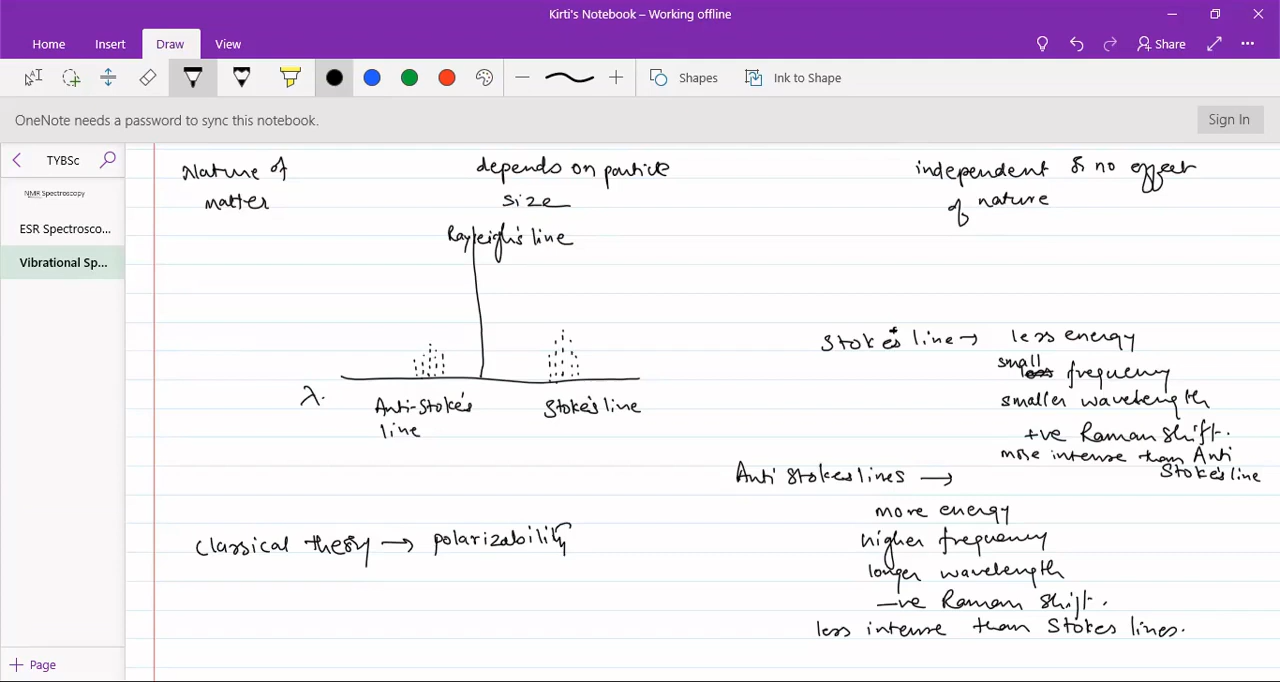 Kirti's Notebook – Working offline
Home Insert Draw View
Share
Shapes Ink to Shape
OneNote needs a password to sync this notebook.
Sign In
TYBSc
NMR Spectroscopy
ESR Spectrosco...
Vibrational Sp...
Page
Nature of
matter
depends on particle
size
independent & no effect
of nature
Rayleigh's line
λ
Anti-Stoke's
line
Stoke's line
Stoke's line →
less energy
small
frequency
smaller wavelength
+ve Raman shift.
more intense than Anti
Stoke's line
Anti Stokes lines →
more energy
higher frequency
longer wavelength
-ve Raman shift.
less intense than Stokes lines.
Classical theory → polarizability